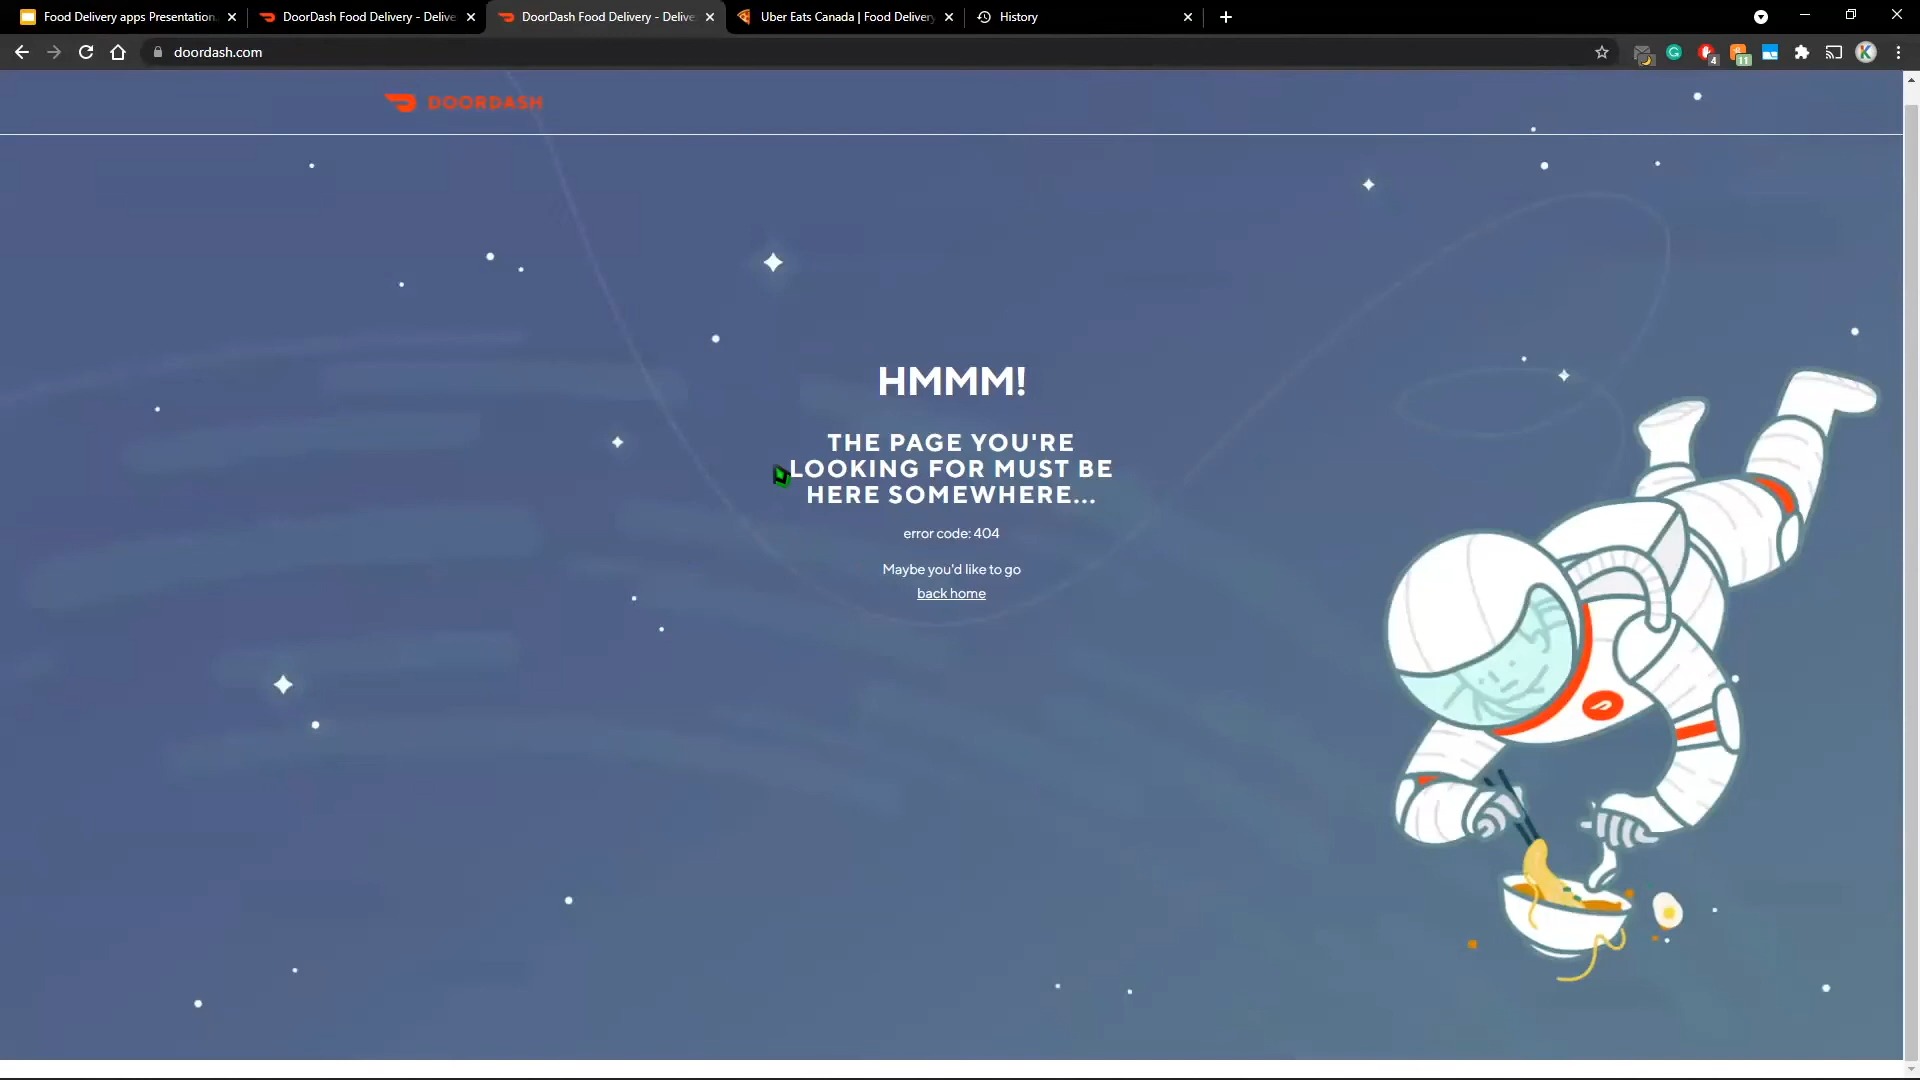 Food Delivery apps Presentation
DoorDash Food Delivery - Delive
DoorDash Food Delivery - Delive
Uber Eats Canada | Food Delivery
History
doordash.com
4
11
K
DOORDASH
HMMM!
THE PAGE YOU'RE
LOOKING FOR MUST BE
HERE SOMEWHERE...
error code: 404
Maybe you'd like to go
back home